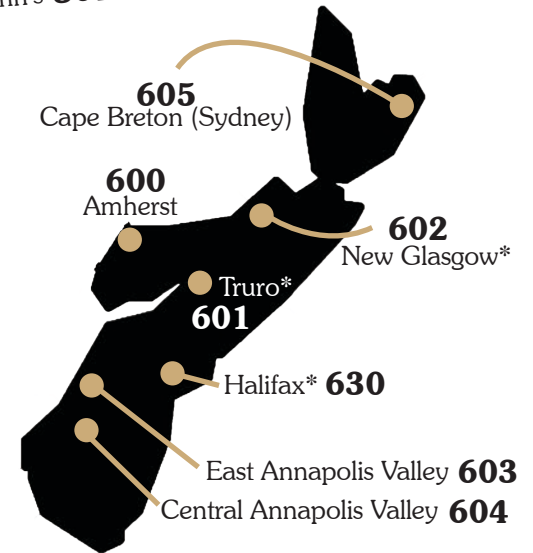 605
Cape Breton (Sydney)
600
Amherst
602
New Glasgow*
Truro*
601
Halifax* 630
East Annapolis Valley 603
Central Annapolis Valley 604